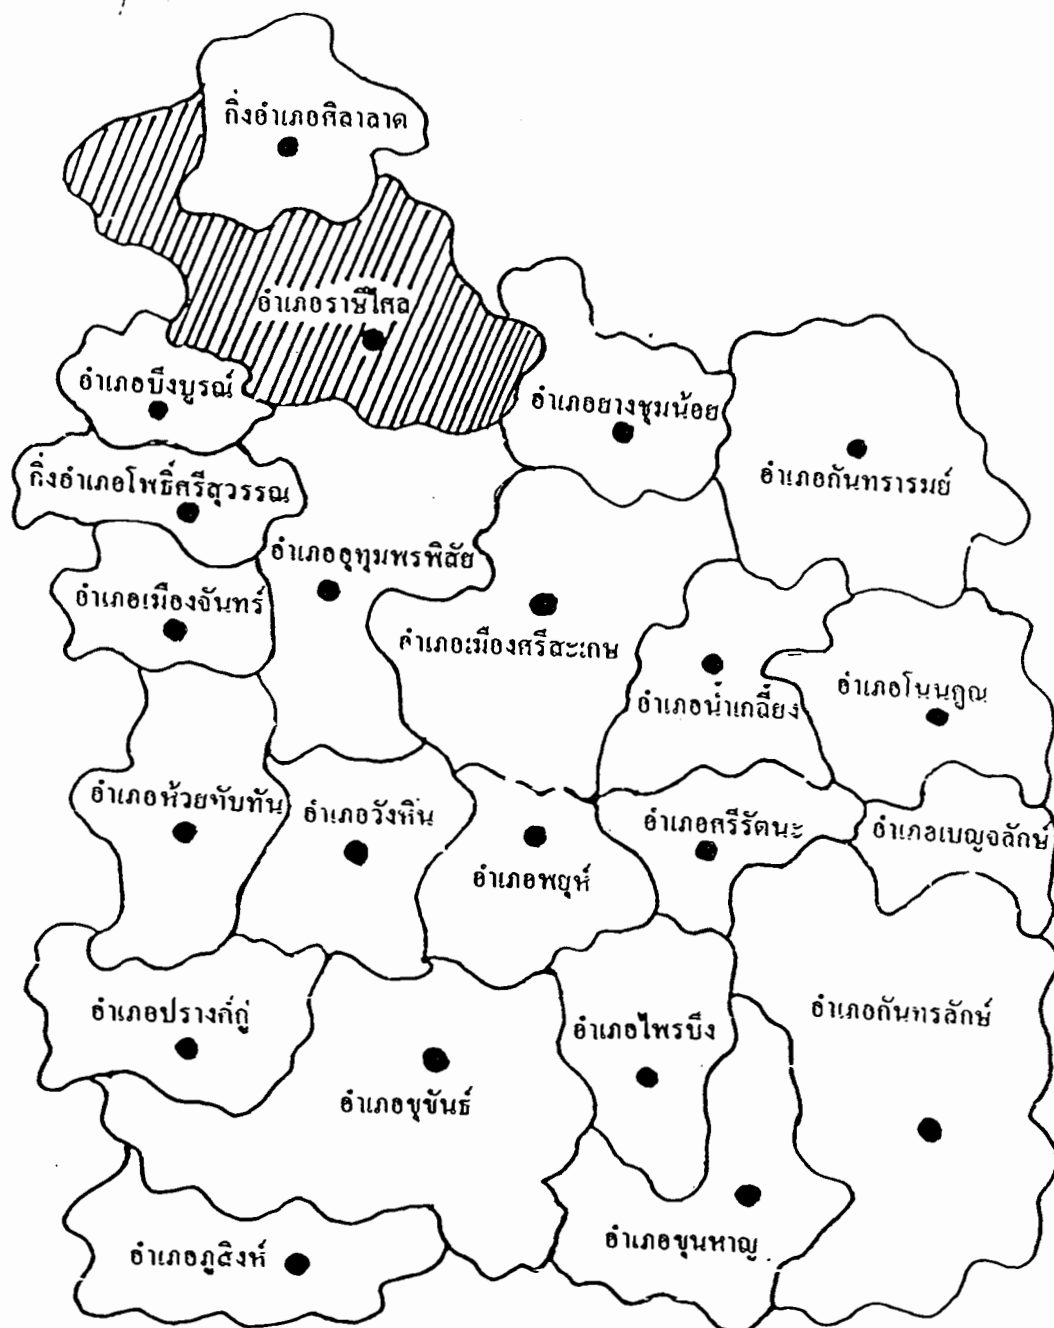 กิ่งอำเภอศิลาลาด
อำเภอราษีไศล
อำเภอบึงบูรณ์
อำเภอยางชุมน้อย
อำเภอกันทรารมย์
กิ่งอำเภอโพธิ์ศรีสุวรรณ
อำเภออุทุมพรพิสัย
อำเภอเมืองจันทร์
อำเภอเมืองศรีสะเกษ
อำเภอน้ำเกลี้ยง
อำเภอโนนคูณ
อำเภอห้วยทับทัน
อำเภอวังหิน
อำเภอศรีรัตนะ
อำเภอเบญจลักษ์
อำเภอพยุห์
อำเภอปรางค์กู่
อำเภอไพรบึง
อำเภอกันทรลักษ์
อำเภอขุขันธ์
อำเภอภูสิงห์
อำเภอขุนหาญ